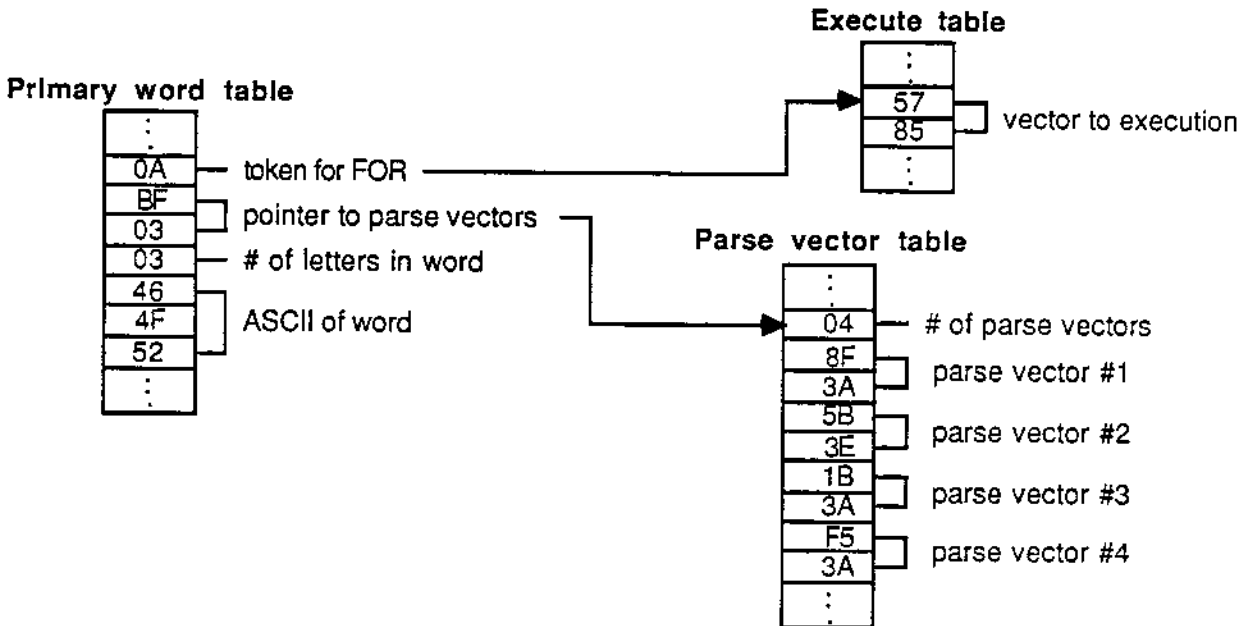 Execute table
57
85
vector to execution
Primary word table
0A
token for FOR
BF
03
pointer to parse vectors
03
# of letters in word
46
4F
52
ASCII of word
Parse vector table
04
# of parse vectors
8F
3A
parse vector #1
5B
3E
parse vector #2
1B
3A
parse vector #3
F5
3A
parse vector #4